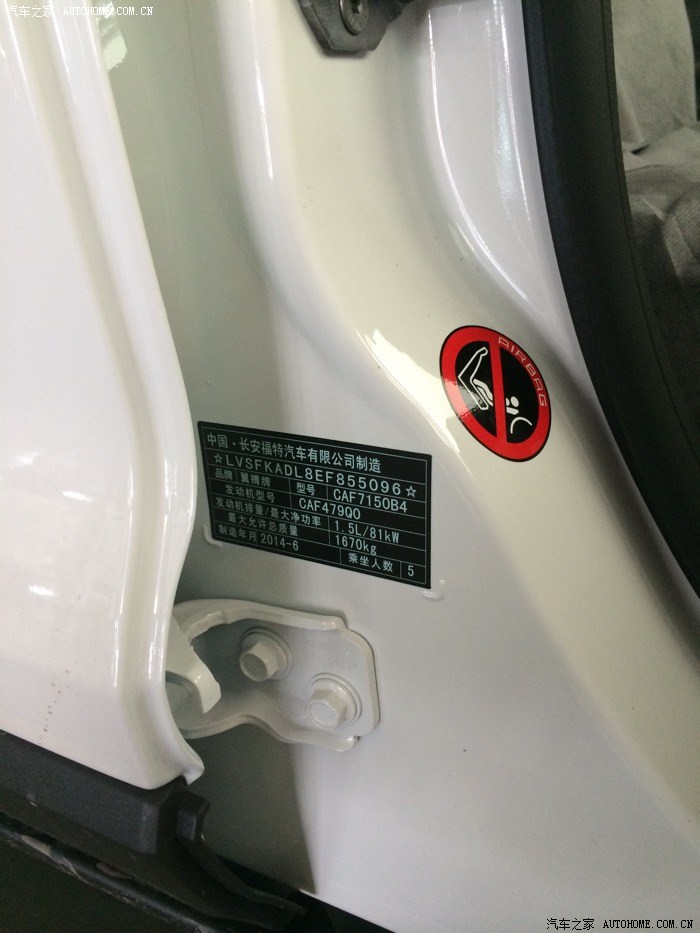 汽车之家 AUTOHOME.COM.CN
AIRBAG
中国·长安福特汽车有限公司制造
☆LVSFKADL8EF855096☆
品牌 翼搏牌 型号 CAF7150B4
发动机型号 CAF479Q0
发动机排量/最大净功率 1.5L/81kW
最大允许总质量 1670kg
制造年月 2014-6 乘坐人数 5
汽车之家 AUTOHOME.COM.CN